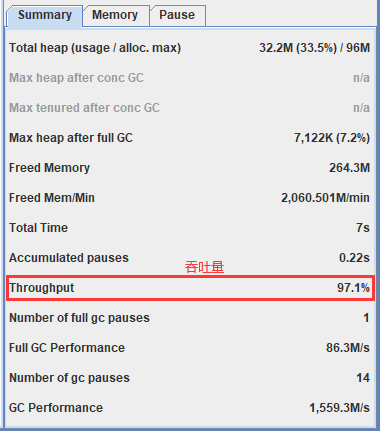 Summary Memory Pause
Total heap (usage / alloc. max) 32.2M (33.5%) / 96M
Max heap after conc GC n/a
Max tenured after conc GC n/a
Max heap after full GC 7,122K (7.2%)
Freed Memory 264.3M
Freed Mem/Min 2,060.501M/min
Total Time 7s
Accumulated pauses 0.22s
吞吐量
Throughput 97.1%
Number of full gc pauses 1
Full GC Performance 86.3M/s
Number of gc pauses 14
GC Performance 1,559.3M/s